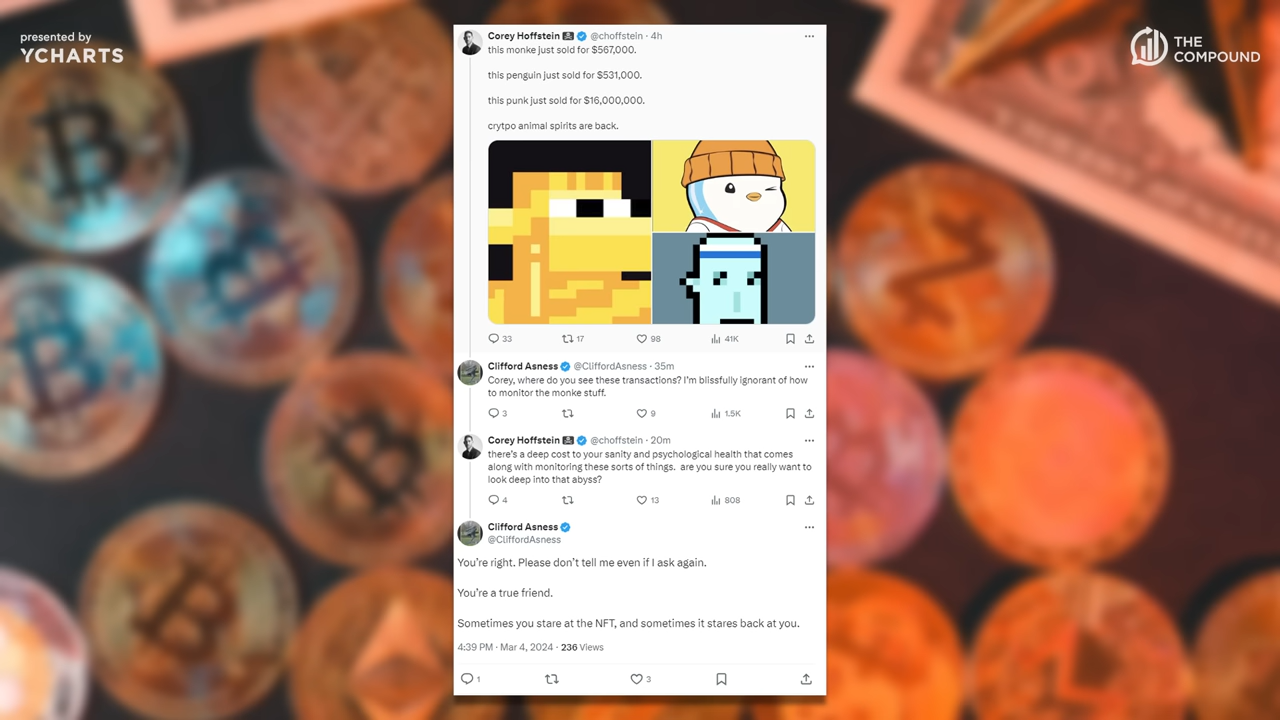 presented by
YCHARTS
THE
COMPOUND
Corey Hoffstein @choffstein · 4h
this monke just sold for $567,000.
this penguin just sold for $531,000.
this punk just sold for $16,000,000.
crytpo animal spirits are back.
33 17 98 41K
Clifford Asness @CliffordAsness · 35m
Corey, where do you see these transactions? I'm blissfully ignorant of how
to monitor the monke stuff.
3 9 1.5K
Corey Hoffstein @choffstein · 20m
there's a deep cost to your sanity and psychological health that comes
along with monitoring these sorts of things. are you sure you really want to
look deep into that abyss?
4 13 808
Clifford Asness
@CliffordAsness
You're right. Please don't tell me even if I ask again.
You're a true friend.
Sometimes you stare at the NFT, and sometimes it stares back at you.
4:39 PM · Mar 4, 2024 · 236 Views
1 3